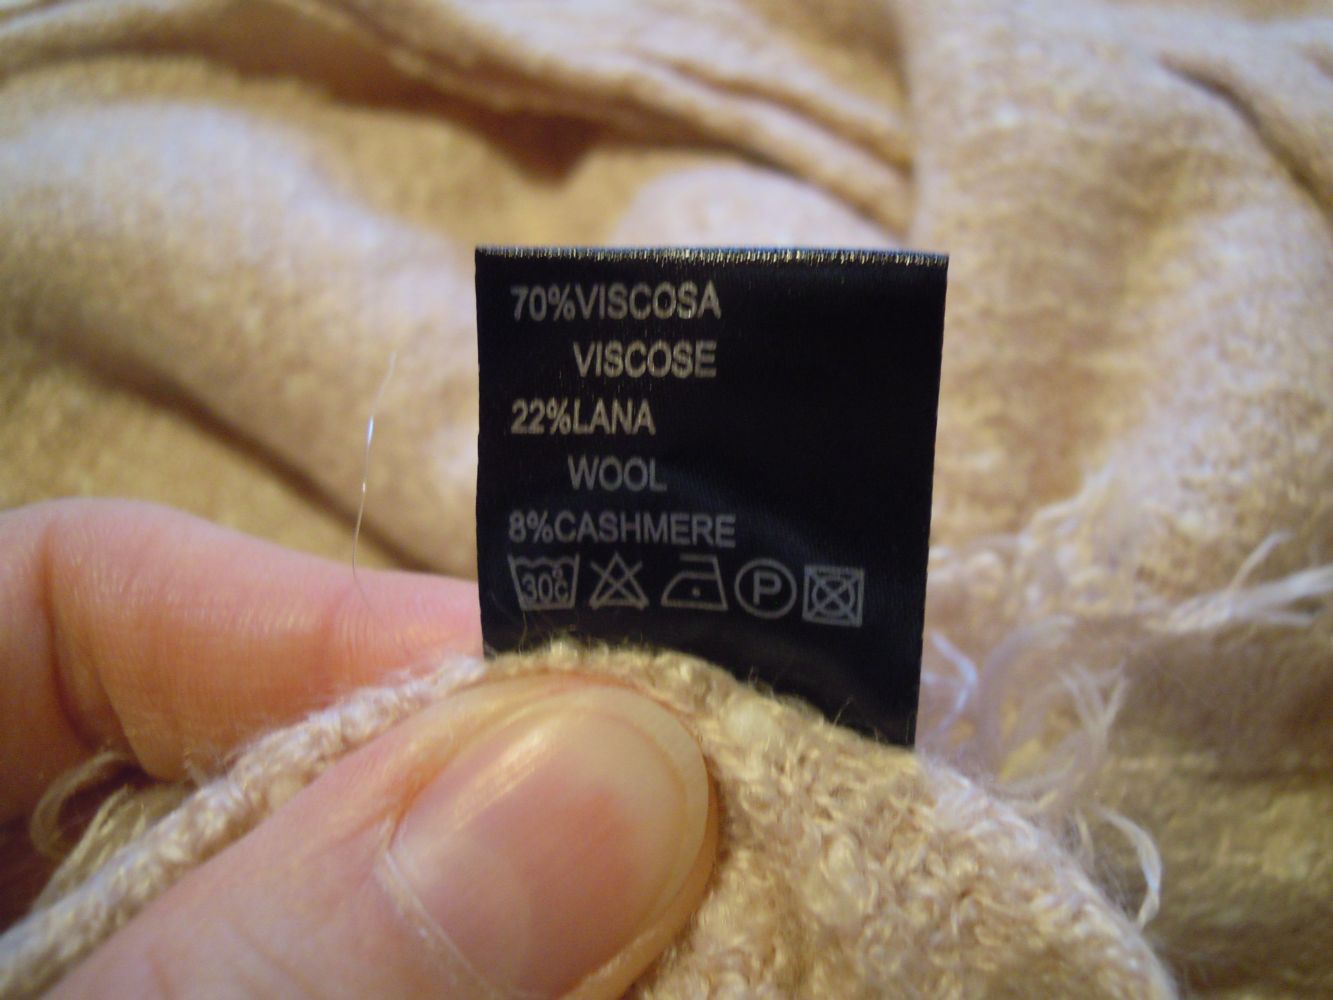 70%VISCOSA
VISCOSE
22%LANA
WOOL
8%CASHMERE
30°C P